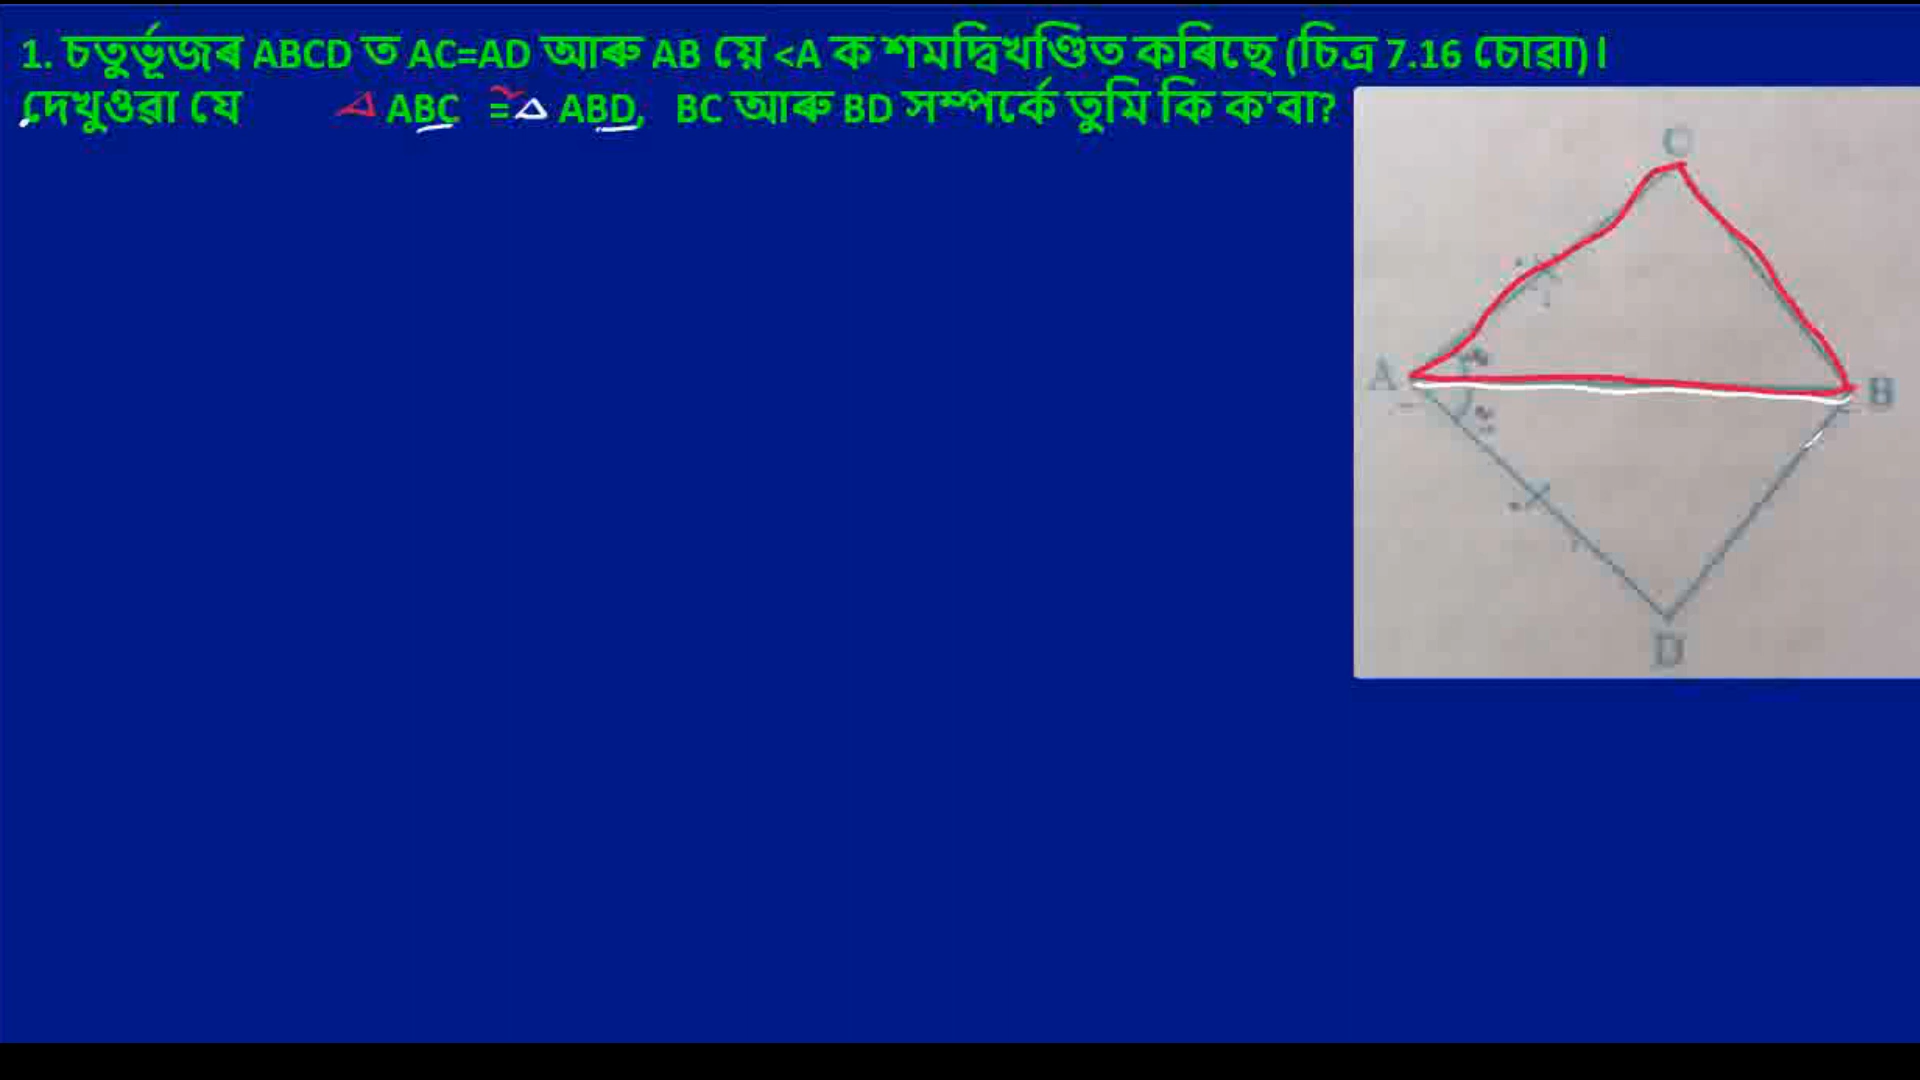 1. চতুৰ্ভূজৰ ABCD ত AC=AD আৰু AB য়ে <A ক শমদ্বিখণ্ডিত কৰিছে (চিত্ৰ 7.16 চোৱা)।
দেখুওৱা যে Δ ABC ≅ Δ ABD, BC আৰু BD সম্পৰ্কে তুমি কি ক'বা?
C
A
B
D